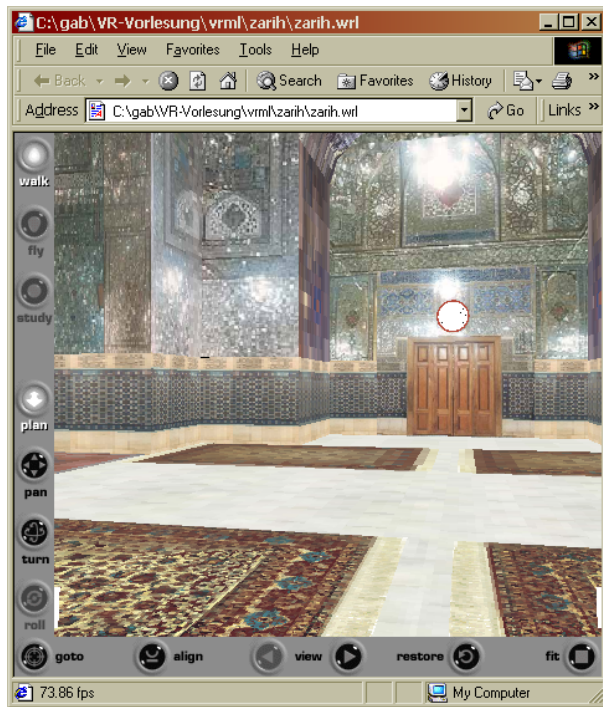 C:\gab\VR-Vorlesung\vrml\zarih\zarih.wrl
File Edit View Favorites Tools Help
Back Search Favorites History »
Address C:\gab\VR-Vorlesung\vrml\zarih\zarih.wrl Go Links »
walk
fly
study
plan
pan
turn
roll
goto align view restore fit
73.86 fps My Computer